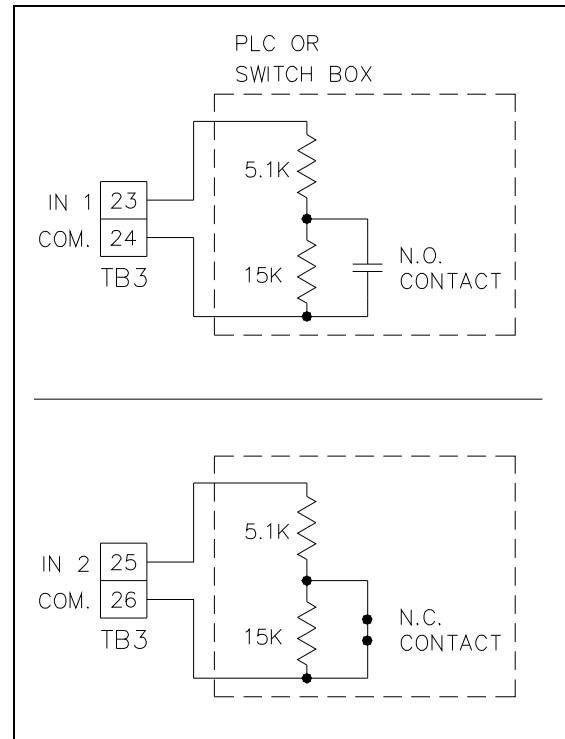 PLC OR
SWITCH BOX
5.1K
IN 1 23
COM. 24
TB3
15K
N.O.
CONTACT
5.1K
IN 2 25
COM. 26
TB3
15K
N.C.
CONTACT